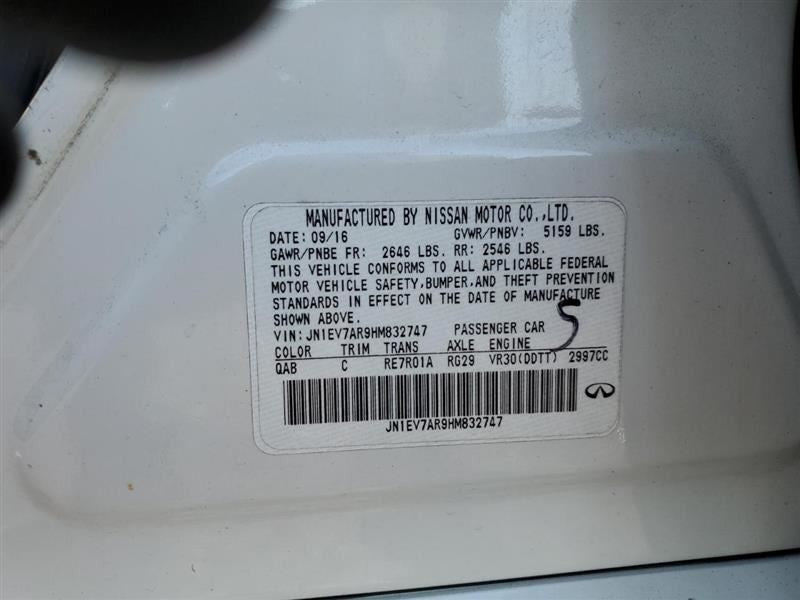 MANUFACTURED BY NISSAN MOTOR CO.,LTD.
DATE: 09/16 GVWR/PNBV: 5159 LBS.
GAWR/PNBE FR: 2646 LBS. RR: 2546 LBS.
THIS VEHICLE CONFORMS TO ALL APPLICABLE FEDERAL
MOTOR VEHICLE SAFETY, BUMPER, AND THEFT PREVENTION
STANDARDS IN EFFECT ON THE DATE OF MANUFACTURE
SHOWN ABOVE.
VIN: JN1EV7AR9HM832747 PASSENGER CAR 5
COLOR TRIM TRANS AXLE ENGINE
QAB C RE7R01A RG29 VR30(DDTT) 2997CC
JN1EV7AR9HM832747